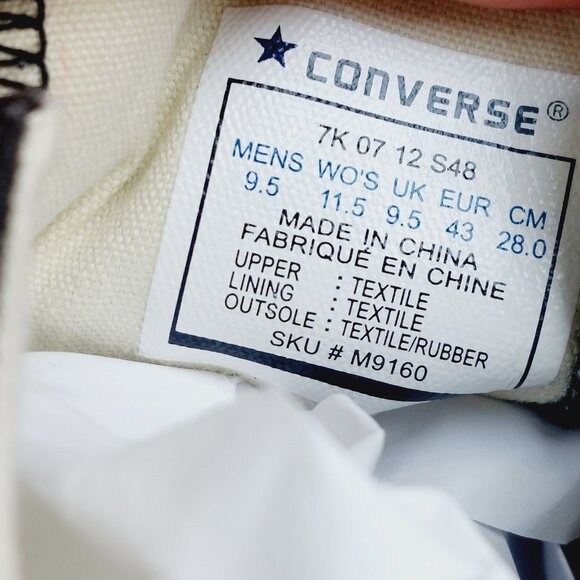 CONVERSE®
7K 07 12 S48
MENS WO'S UK EUR CM
9.5 11.5 9.5 43 28.0
MADE IN CHINA
FABRIQUÉ EN CHINE
UPPER : TEXTILE
LINING : TEXTILE
OUTSOLE : TEXTILE/RUBBER
SKU # M9160